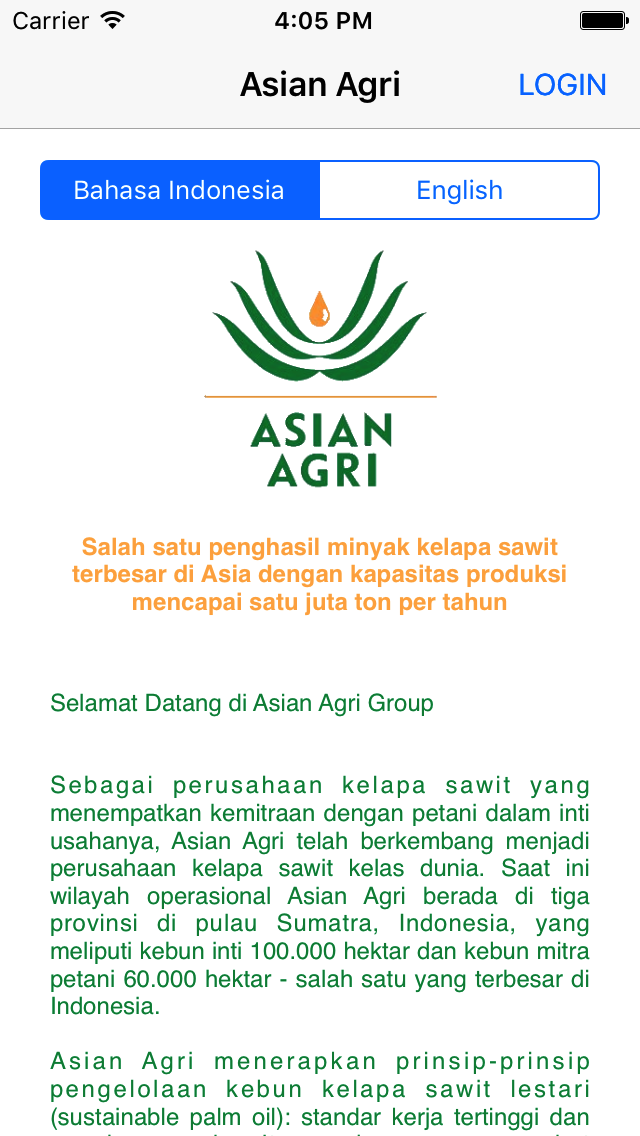 Carrier 4:05 PM
Asian Agri LOGIN
Bahasa Indonesia English
ASIAN
AGRI
Salah satu penghasil minyak kelapa sawit
terbesar di Asia dengan kapasitas produksi
mencapai satu juta ton per tahun
Selamat Datang di Asian Agri Group
Sebagai perusahaan kelapa sawit yang
menempatkan kemitraan dengan petani dalam inti
usahanya, Asian Agri telah berkembang menjadi
perusahaan kelapa sawit kelas dunia. Saat ini
wilayah operasional Asian Agri berada di tiga
provinsi di pulau Sumatra, Indonesia, yang
meliputi kebun inti 100.000 hektar dan kebun mitra
petani 60.000 hektar - salah satu yang terbesar di
Indonesia.
Asian Agri menerapkan prinsip-prinsip
pengelolaan kebun kelapa sawit lestari
(sustainable palm oil): standar kerja tertinggi dan